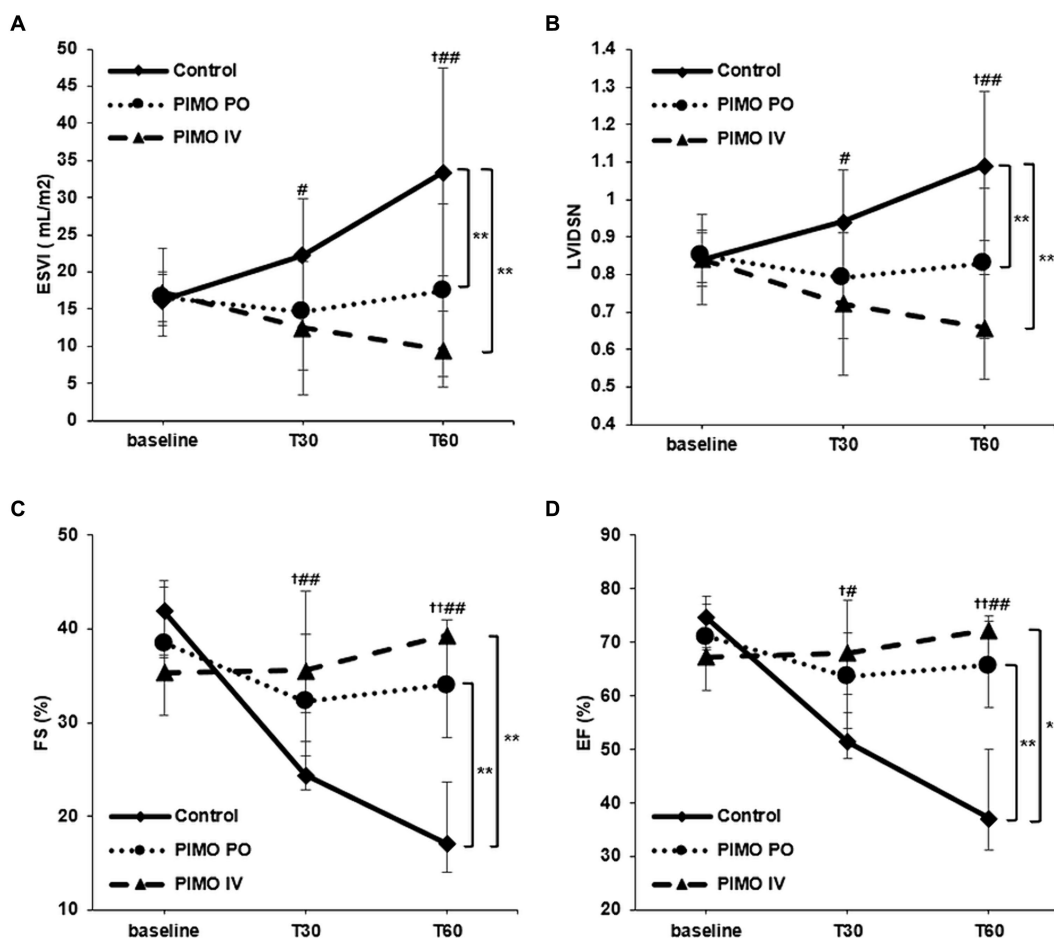 A
ESVI ( mL/m2)
50
45
40
35
30
25
20
15
10
5
0
Control
PIMO PO
PIMO IV
#
†##
**
**
baseline
T30
T60
B
LVIDSN
1.4
1.3
1.2
1.1
1
0.9
0.8
0.7
0.6
0.5
0.4
Control
PIMO PO
PIMO IV
#
†##
**
**
baseline
T30
T60
C
FS (%)
50
40
30
20
10
†##
††##
**
**
Control
PIMO PO
PIMO IV
baseline
T30
T60
D
EF (%)
90
80
70
60
50
40
30
20
†#
††##
**
*
Control
PIMO PO
PIMO IV
baseline
T30
T60